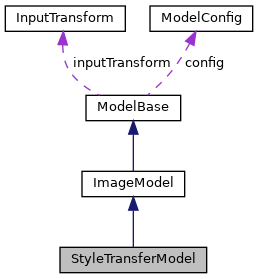 InputTransform
ModelConfig
inputTransform
config
ModelBase
ImageModel
StyleTransferModel